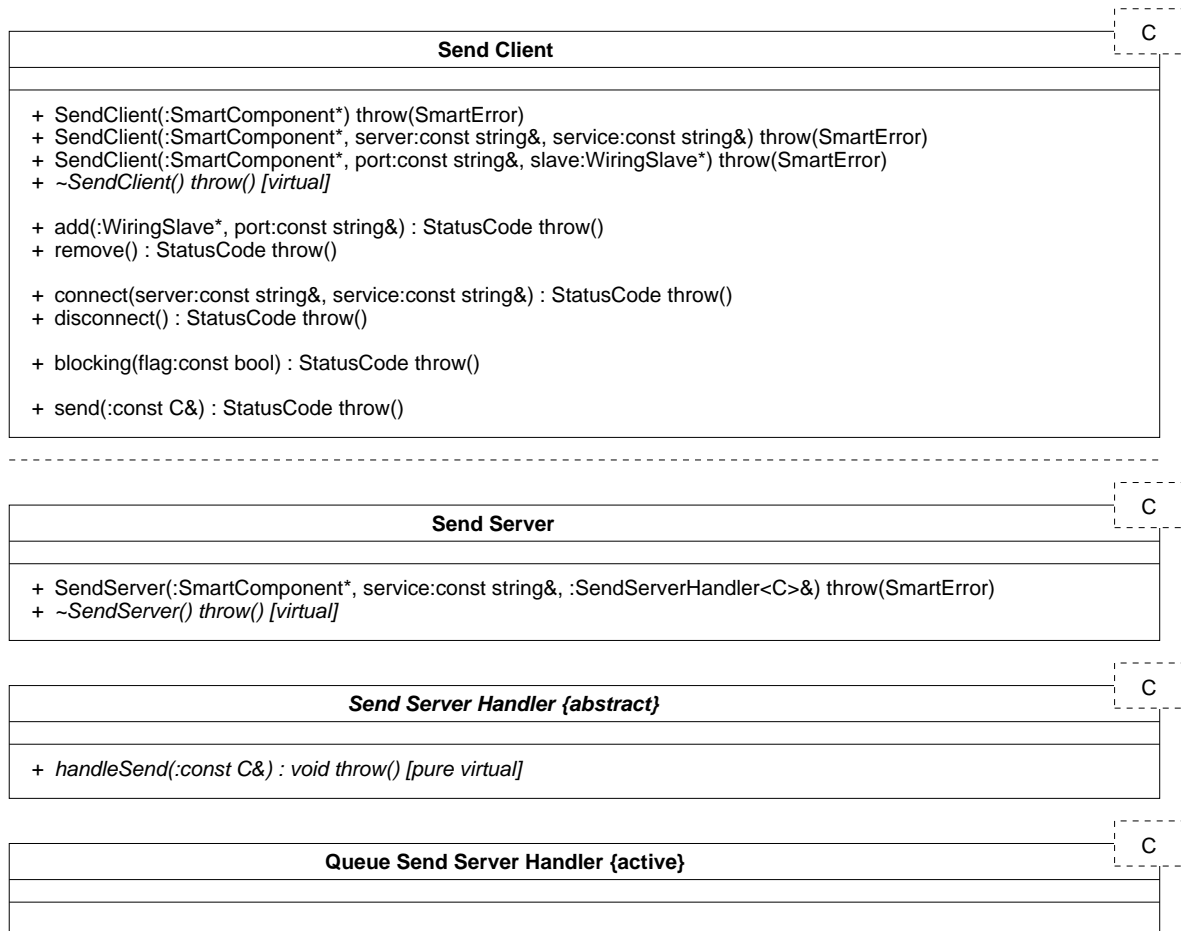 C
Send Client
+ SendClient(:SmartComponent*) throw(SmartError)
+ SendClient(:SmartComponent*, server:const string&, service:const string&) throw(SmartError)
+ SendClient(:SmartComponent*, port:const string&, slave:WiringSlave*) throw(SmartError)
+ ~SendClient() throw() [virtual]
+ add(:WiringSlave*, port:const string&) : StatusCode throw()
+ remove() : StatusCode throw()
+ connect(server:const string&, service:const string&) : StatusCode throw()
+ disconnect() : StatusCode throw()
+ blocking(flag:const bool) : StatusCode throw()
+ send(:const C&) : StatusCode throw()
C
Send Server
+ SendServer(:SmartComponent*, service:const string&, :SendServerHandler<C>&) throw(SmartError)
+ ~SendServer() throw() [virtual]
C
Send Server Handler {abstract}
+ handleSend(:const C&) : void throw() [pure virtual]
C
Queue Send Server Handler {active}